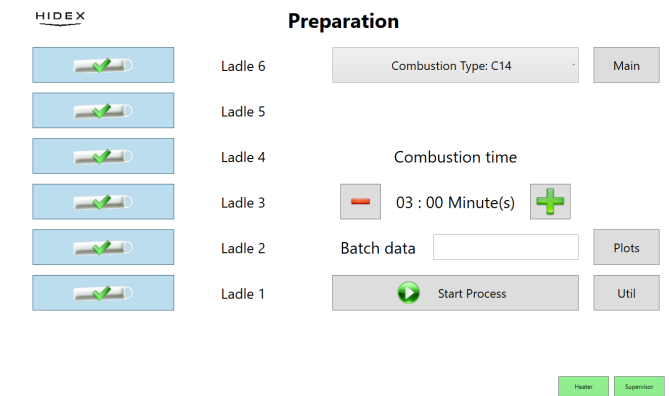 HIDEX
Preparation
Ladle 6
Combustion Type: C14
Main
Ladle 5
Ladle 4
Combustion time
Ladle 3
03 : 00 Minute(s)
Ladle 2
Batch data
Plots
Ladle 1
Start Process
Util
Heater
Supervisor